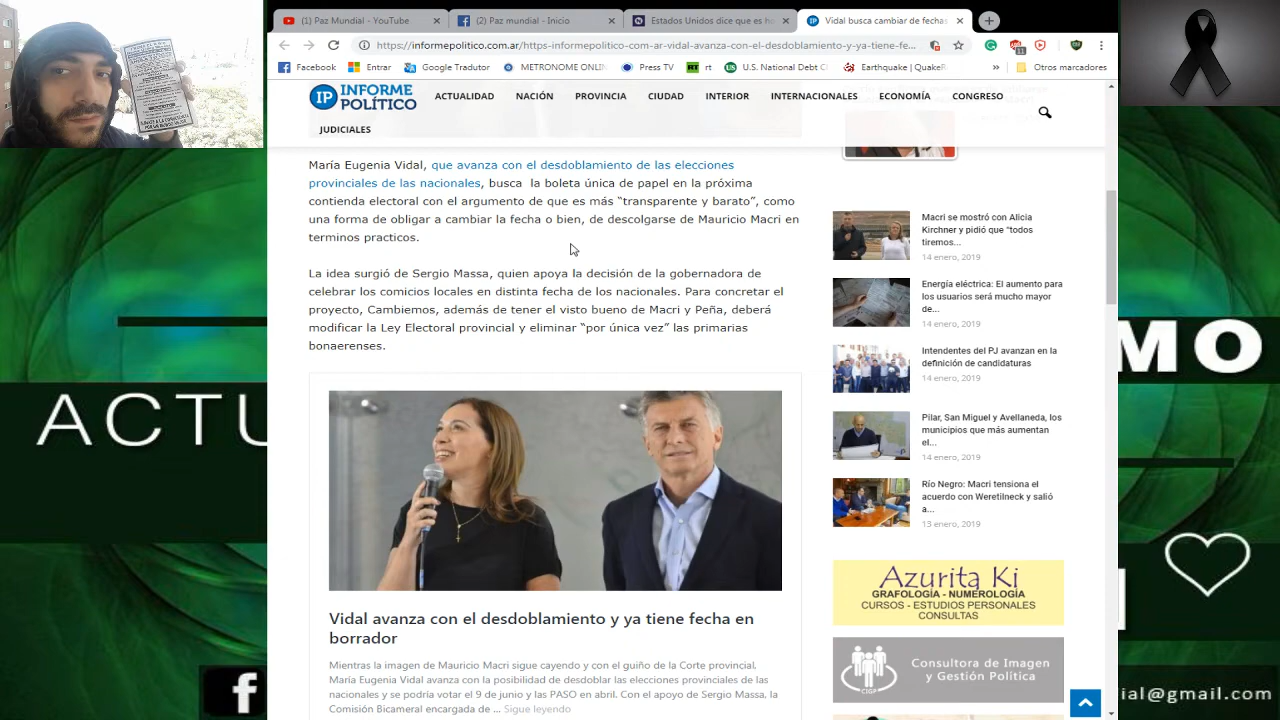 (1) Paz Mundial - YouTube
(2) Paz mundial - Inicio
Estados Unidos dice que es h
Vidal busca cambiar de fechas
https://informepolitico.com.ar/https-informepolitico-com-ar-vidal-avanza-con-el-desdoblamiento-y-ya-tiene-fe...
11
Facebook
Entrar
Google Tradutor
METRONOME ONLIN
Press TV
RT
rt
U.S. National Debt C
Earthquake | QuakeR
»
Otros marcadores
IP INFORME POLÍTICO
ACTUALIDAD
NACIÓN
PROVINCIA
CIUDAD
INTERIOR
INTERNACIONALES
ECONOMÍA
CONGRESO
JUDICIALES
María Eugenia Vidal, que avanza con el desdoblamiento de las elecciones
provinciales de las nacionales, busca la boleta única de papel en la próxima
contienda electoral con el argumento de que es más “transparente y barato”, como
una forma de obligar a cambiar la fecha o bien, de descolgarse de Mauricio Macri en
terminos practicos.
La idea surgió de Sergio Massa, quien apoya la decisión de la gobernadora de
celebrar los comicios locales en distinta fecha de los nacionales. Para concretar el
proyecto, Cambiemos, además de tener el visto bueno de Macri y Peña, deberá
modificar la Ley Electoral provincial y eliminar “por única vez” las primarias
bonaerenses.
Vidal avanza con el desdoblamiento y ya tiene fecha en
borrador
Mientras la imagen de Mauricio Macri sigue cayendo y con el guiño de la Corte provincial,
María Eugenia Vidal avanza con la posibilidad de desdoblar las elecciones provinciales de las
nacionales y se podría votar el 9 de junio y las PASO en abril. Con el apoyo de Sergio Massa, la
Comisión Bicameral encargada de ... Sigue leyendo
Macri se mostró con Alicia
Kirchner y pidió que "todos
tiremos...
14 enero, 2019
Energía eléctrica: El aumento para
los usuarios será mucho mayor
de...
14 enero, 2019
Intendentes del PJ avanzan en la
definición de candidaturas
14 enero, 2019
Pilar, San Miguel y Avellaneda, los
municipios que más aumentan
el...
14 enero, 2019
Río Negro: Macri tensiona el
acuerdo con Weretilneck y salió
a...
13 enero, 2019
Azurita Ki
GRAFOLOGÍA - NUMEROLOGÍA
CURSOS - ESTUDIOS PERSONALES
CONSULTAS
CIGP
Consultora de Imagen
y Gestión Política
ACTU
MO
f
ial@gmail.com